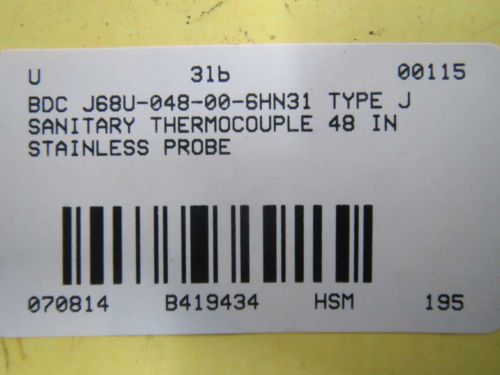 U 31b 00115
BDC J68U-048-00-6HN31 TYPE J
SANITARY THERMOCOUPLE 48 IN
STAINLESS PROBE
070814 B419434 HSM 195